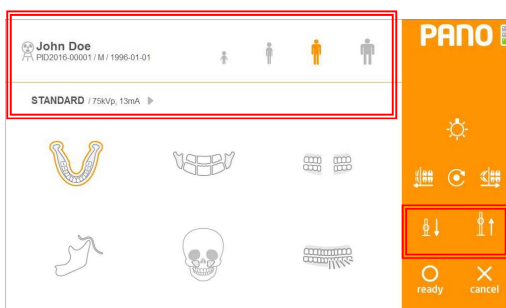 John Doe
PID2016-00001 / M / 1996-01-01
STANDARD / 75kVp, 13mA
PANO
ready
cancel